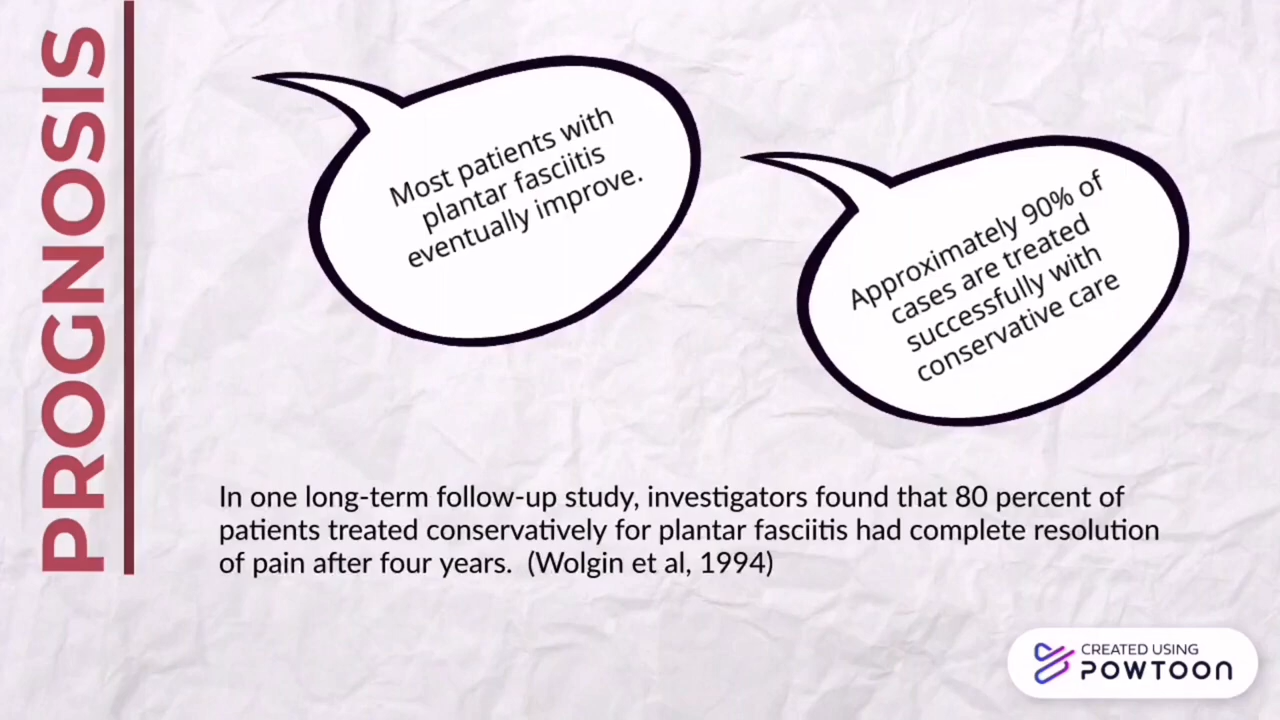 PROGNOSIS
Most patients with
plantar fasciitis
eventually improve.
Approximately 90% of
cases are treated
successfully with
conservative care
In one long-term follow-up study, investigators found that 80 percent of
patients treated conservatively for plantar fasciitis had complete resolution
of pain after four years.  (Wolgin et al, 1994)
CREATED USING
POWTOON